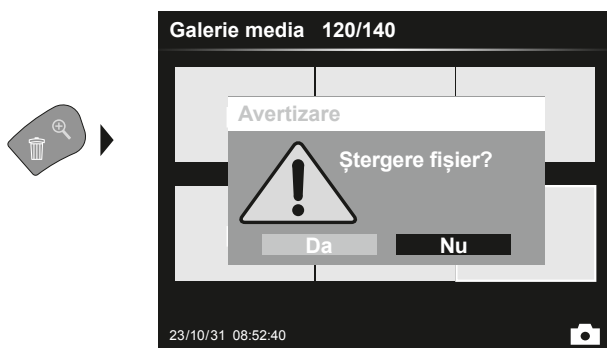 Galerie media 120/140
Avertizare
Ștergere fișier?
Da Nu
23/10/31 08:52:40